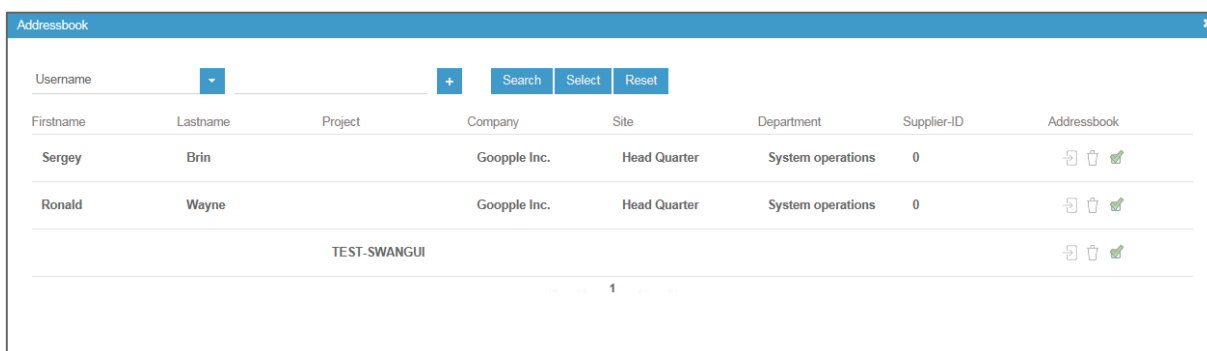 Addressbook
Username + Search Select Reset
Firstname Lastname Project Company Site Department Supplier-ID Addressbook
Sergey Brin Goopple Inc. Head Quarter System operations 0
Ronald Wayne Goopple Inc. Head Quarter System operations 0
TEST-SWANGUI
1